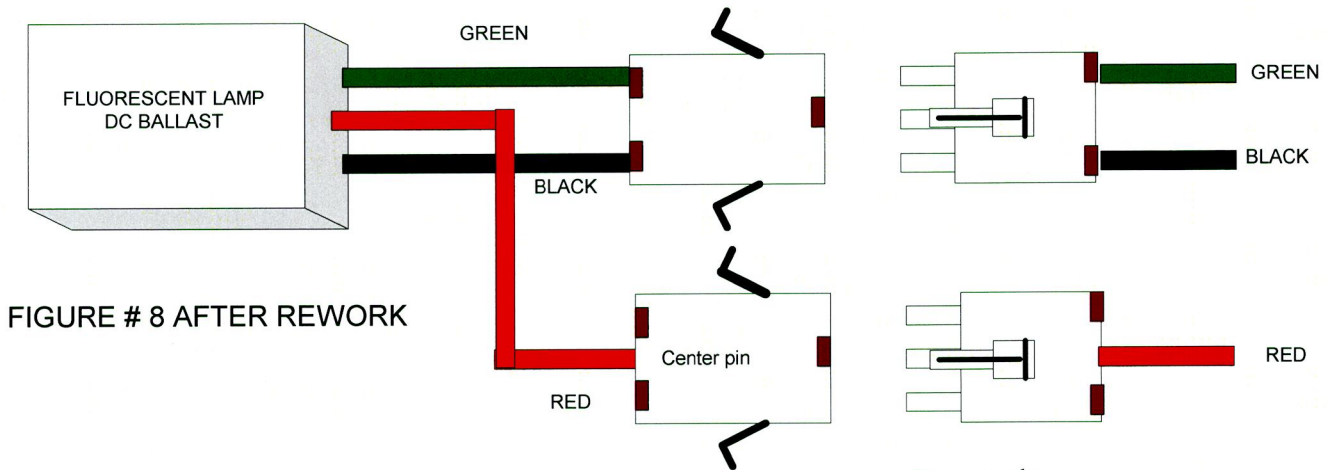 GREEN
FLUORESCENT LAMP
DC BALLAST
BLACK
GREEN
BLACK
FIGURE # 8 AFTER REWORK
Center pin
RED
RED